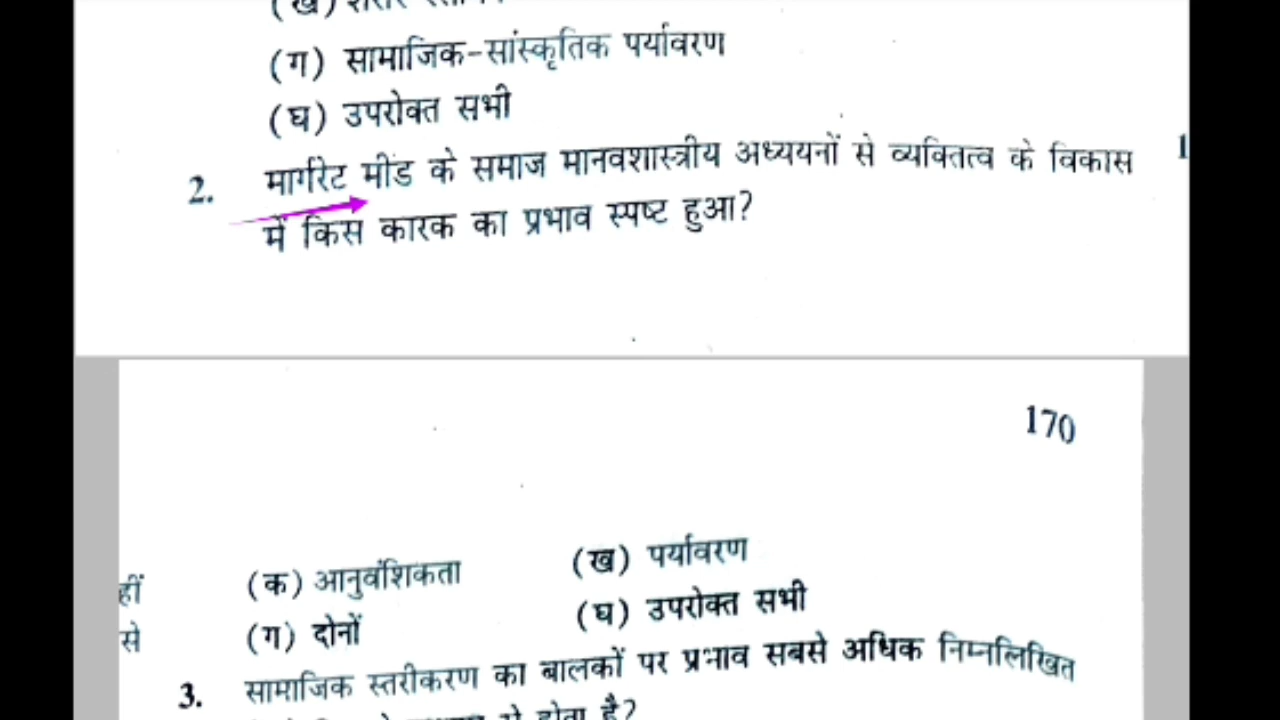 (ख)
(ग) सामाजिक-सांस्कृतिक पर्यावरण
(घ) उपरोक्त सभी
2. मार्गरेट मीड के समाज मानवशास्त्रीय अध्ययनों से व्यक्तित्व के विकास 1
में किस कारक का प्रभाव स्पष्ट हुआ?
170
हीं (क) आनुवंशिकता (ख) पर्यावरण
से (ग) दोनों (घ) उपरोक्त सभी
3. सामाजिक स्तरीकरण का बालकों पर प्रभाव सबसे अधिक निम्नलिखित
से होता है?